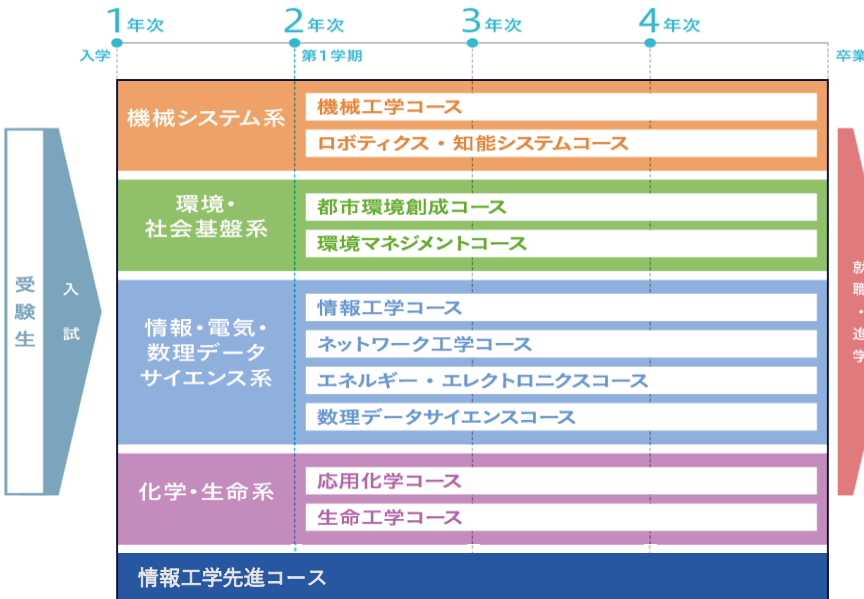 1年次
2年次
3年次
4年次
入学
第1学期
卒業
受験生
入試
機械システム系
機械工学コース
ロボティクス・知能システムコース
環境・
社会基盤系
都市環境創成コース
環境マネジメントコース
情報・電気・
数理データ
サイエンス系
情報工学コース
ネットワーク工学コース
エネルギー・エレクトロニクスコース
数理データサイエンスコース
化学・生命系
応用化学コース
生命工学コース
情報工学先進コース
就職・進学